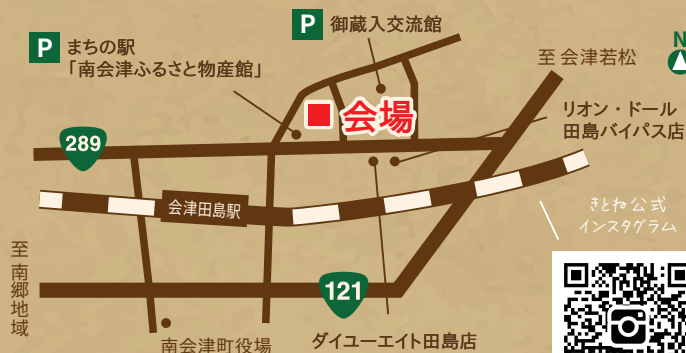 P 御蔵入交流館
P まちの駅
「南会津ふるさと物産館」
至 会津若松
N
会場
リオン・ドール
田島バイパス店
289
会津田島駅
きとね公式
インスタグラム
至 南郷地域
121
南会津町役場
ダイユーエイト田島店